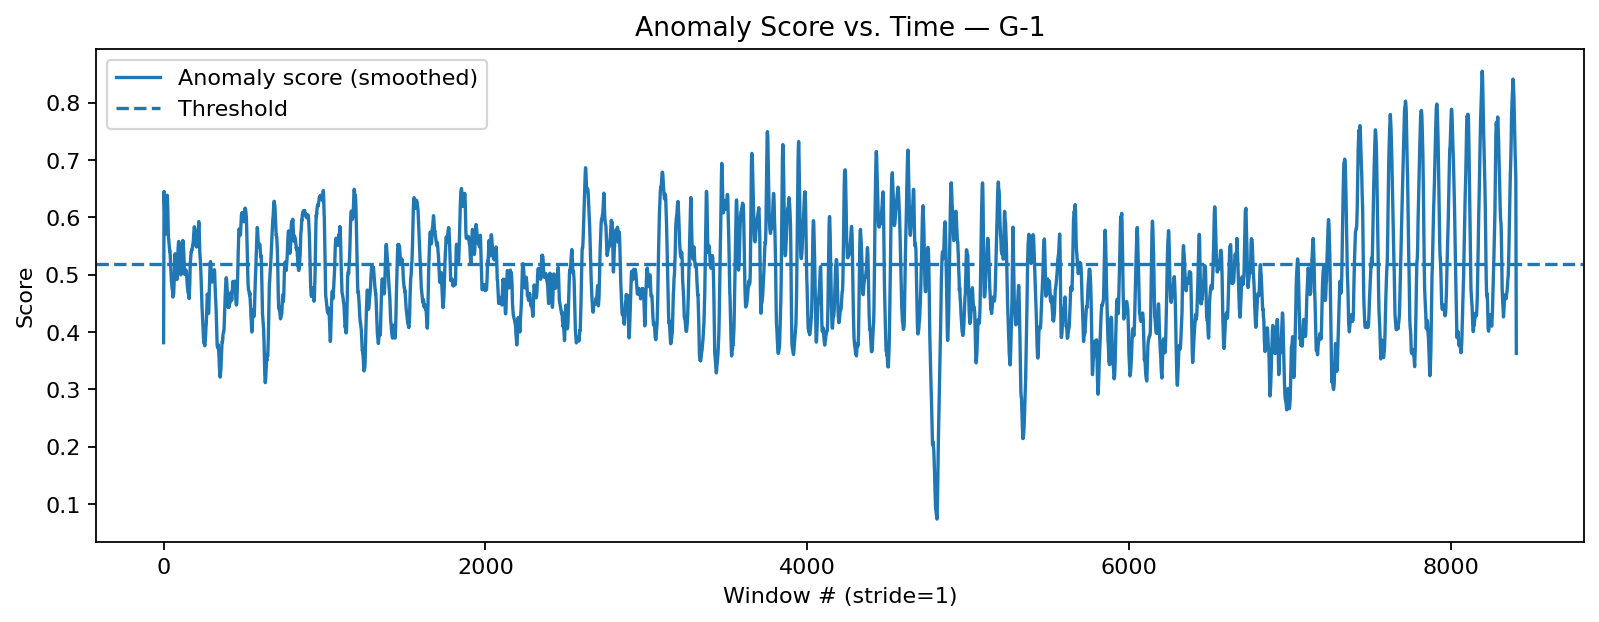 Anomaly Score vs. Time — G-1
Anomaly score (smoothed)
Threshold
Score
0.8
0.7
0.6
0.5
0.4
0.3
0.2
0.1
0 2000 4000 6000 8000
Window # (stride=1)